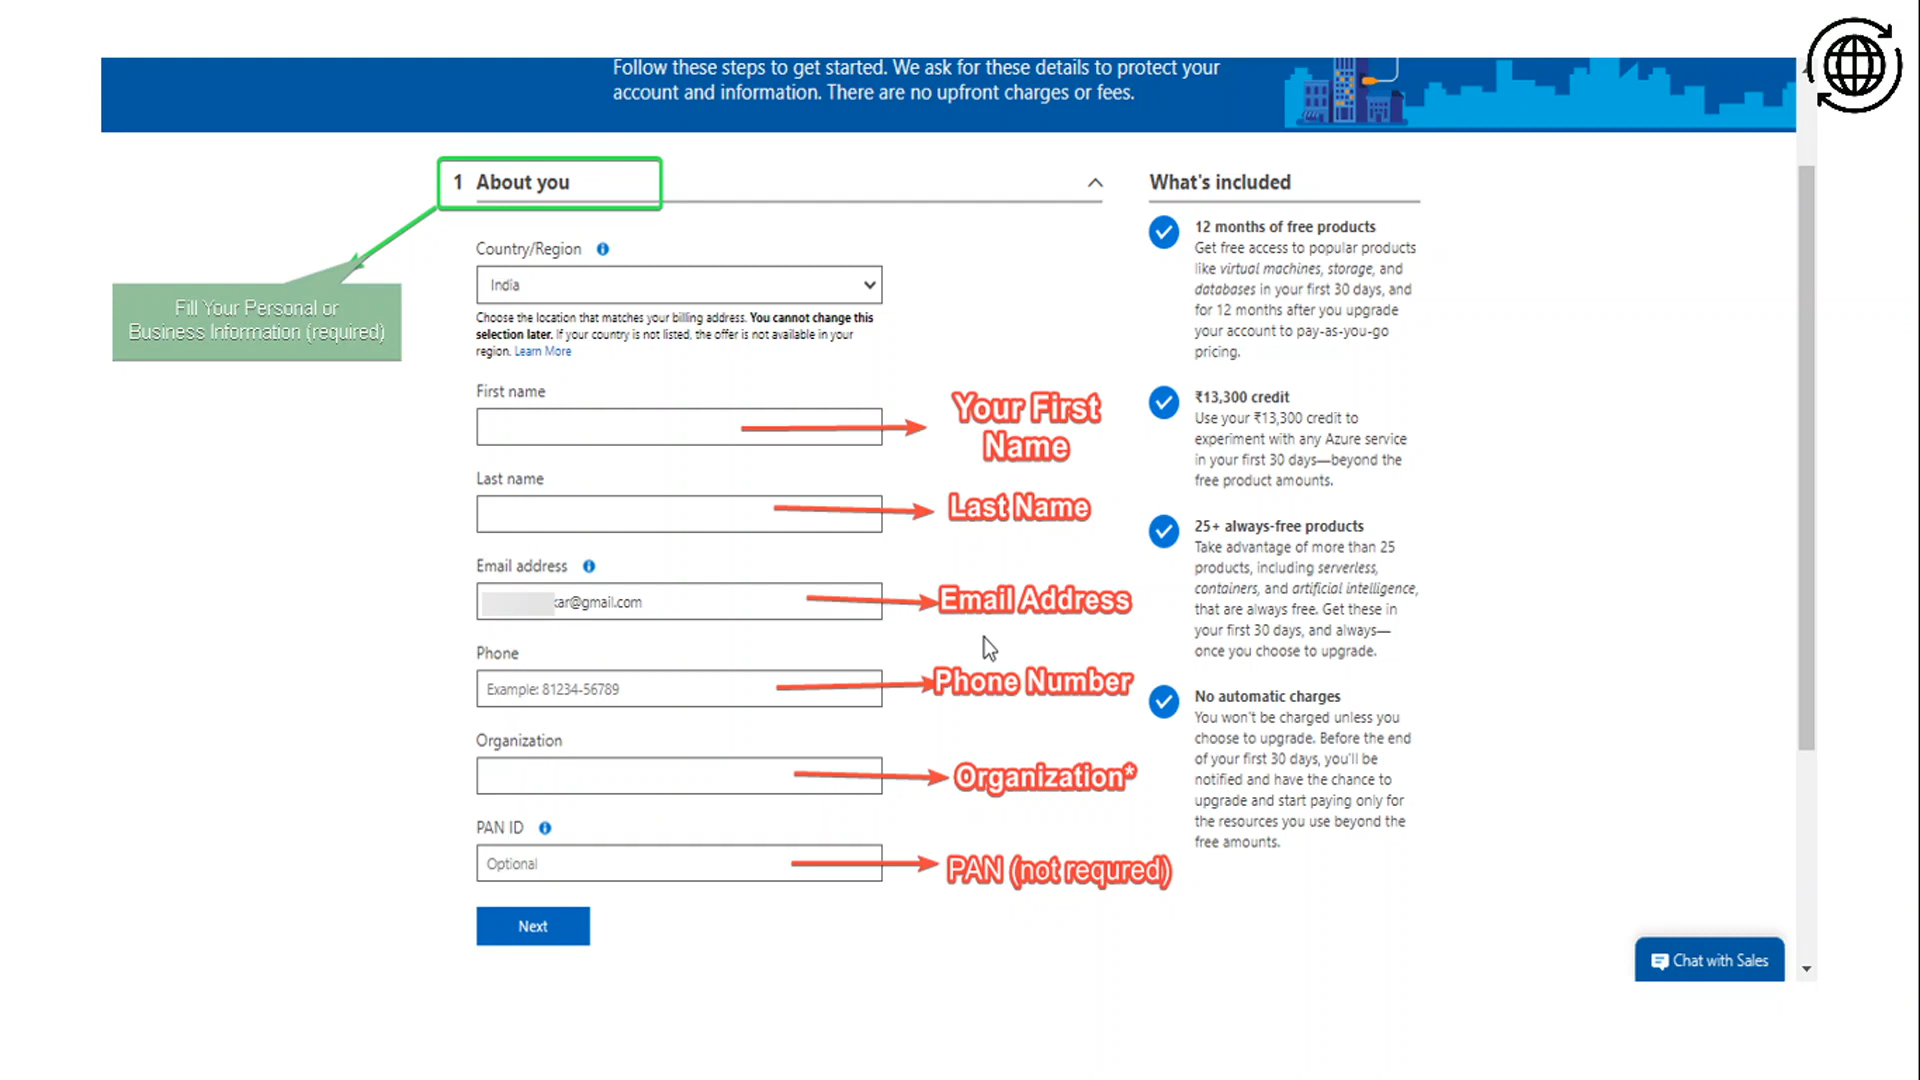 Follow these steps to get started. We ask for these details to protect your
account and information. There are no upfront charges or fees.
1 About you
Fill Your Personal or
Business Information (required)
Country/Region
India
Choose the location that matches your billing address. You cannot change this
selection later. If your country is not listed, the offer is not available in your
region. Learn More
First name
Your First
Name
Last name
Last Name
Email address
kar@gmail.com
Email Address
Phone
Example: 81234-56789
Phone Number
Organization
Organization*
PAN ID
Optional
PAN (not requred)
Next
What's included
12 months of free products
Get free access to popular products
like virtual machines, storage, and
databases in your first 30 days, and
for 12 months after you upgrade
your account to pay-as-you-go
pricing.
₹13,300 credit
Use your ₹13,300 credit to
experiment with any Azure service
in your first 30 days—beyond the
free product amounts.
25+ always-free products
Take advantage of more than 25
products, including serverless,
containers, and artificial intelligence,
that are always free. Get these in
your first 30 days, and always—
once you choose to upgrade.
No automatic charges
You won't be charged unless you
choose to upgrade. Before the end
of your first 30 days, you'll be
notified and have the chance to
upgrade and start paying only for
the resources you use beyond the
free amounts.
Chat with Sales